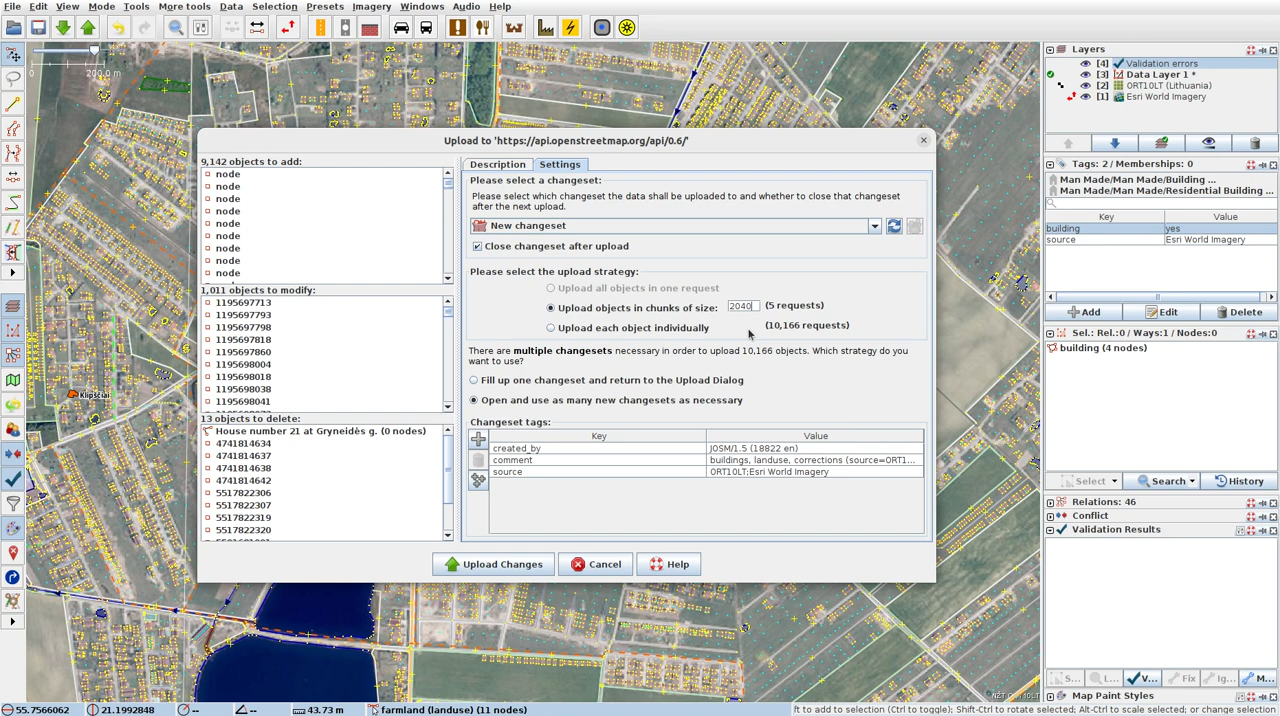 File Edit View Mode Tools More tools Data Selection Presets Imagery Windows Audio Help
0 200.0 m
Klipščiai
Upload to 'https://api.openstreetmap.org/api/0.6/'
9,142 objects to add:
node
node
node
node
node
node
node
node
node
1,011 objects to modify:
1195697713
1195697793
1195697798
1195697818
1195697860
1195698004
1195698018
1195698038
1195698041
13 objects to delete:
House number 21 at Gryneidės g. (0 nodes)
4741814634
4741814637
4741814638
4741814642
5517822306
5517822307
5517822319
5517822320
Description Settings
Please select a changeset:
Please select which changeset the data shall be uploaded to and whether to close that changeset
after the next upload.
New changeset
Close changeset after upload
Please select the upload strategy:
Upload all objects in one request
Upload objects in chunks of size: 2040 (5 requests)
Upload each object individually (10,166 requests)
There are multiple changesets necessary in order to upload 10,166 objects. Which strategy do you
want to use?
Fill up one changeset and return to the Upload Dialog
Open and use as many new changesets as necessary
Changeset tags:
Key Value
created_by JOSM/1.5 (18822 en)
comment buildings, landuse, corrections (source=ORT1...
source ORT10LT;Esri World Imagery
Upload Changes Cancel Help
Layers
[4] Validation errors
[3] Data Layer 1 *
[2] ORT10LT (Lithuania)
[1] Esri World Imagery
Tags: 2 / Memberships: 0
Man Made/Man Made/Building ...
Man Made/Man Made/Residential Building ...
Key Value
building yes
source Esri World Imagery
Add Edit Delete
Sel.: Rel.:0 / Ways:1 / Nodes:0
building (4 nodes)
Select Search History
Relations: 46
Conflict
Validation Results
S... L... V... Fix Ig... M...
Map Paint Styles
55.7566062 21.1992848 -- -- 43.73 m farmland (landuse) (11 nodes) ft to add to selection (Ctrl to toggle); Shift-Ctrl to rotate selected; Alt-Ctrl to scale selected; or change selection